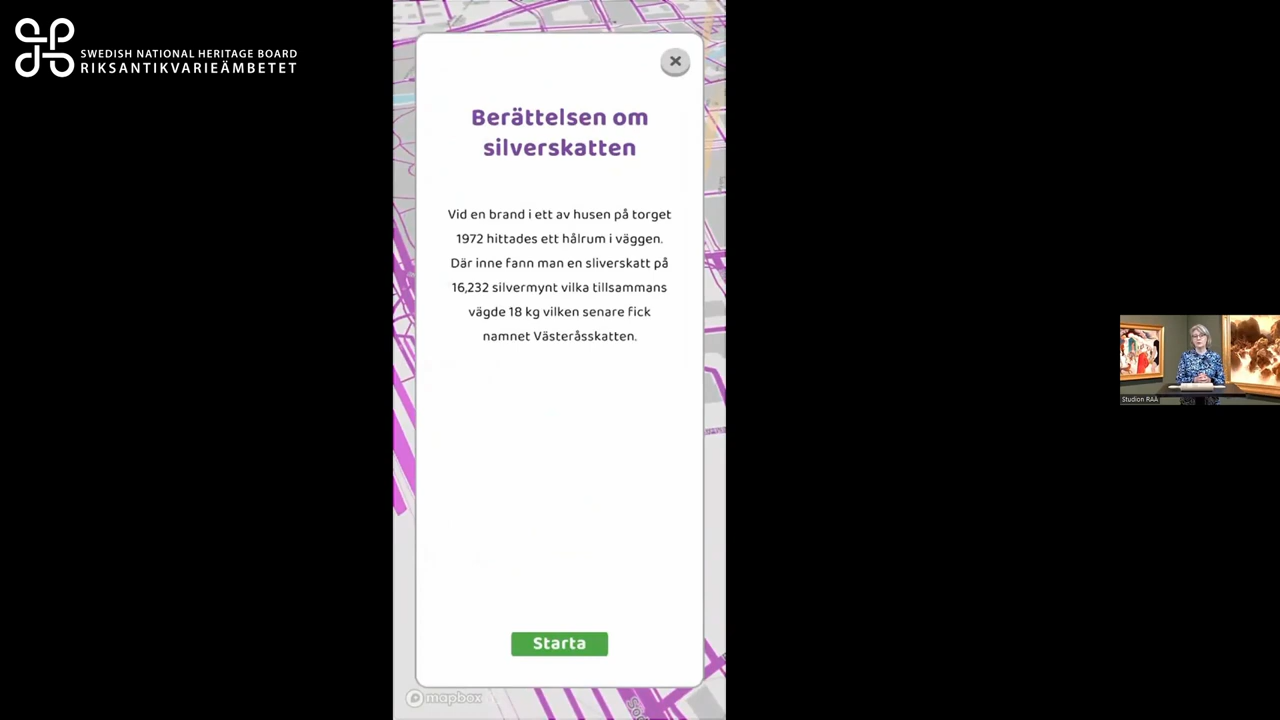 SWEDISH NATIONAL HERITAGE BOARD
RIKSANTIKVARIEÄMBETET
Berättelsen om
silverskatten
Vid en brand i ett av husen på torget
1972 hittades ett hålrum i väggen.
Där inne fann man en sliverskatt på
16,232 silvermynt vilka tillsammans
vägde 18 kg vilken senare fick
namnet Västeråsskatten.
Starta
mapbox
Studion RAÄ